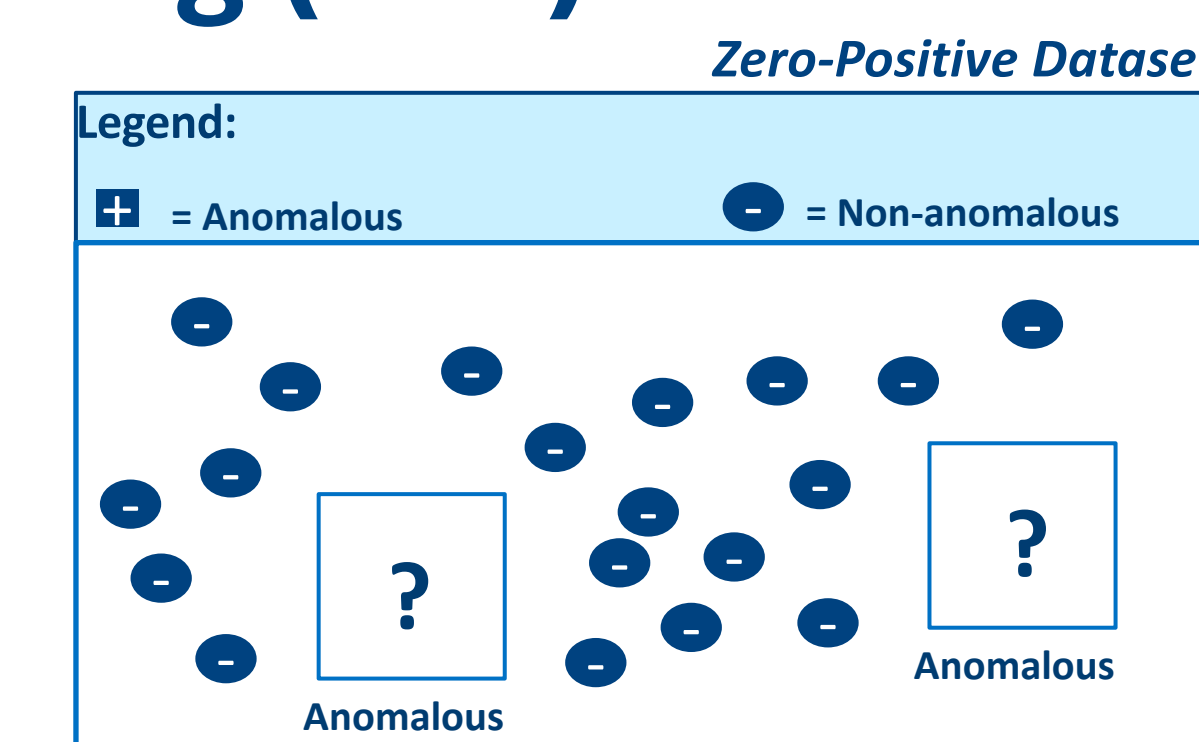 g (
)
Zero-Positive Datase
Legend:
+ = Anomalous - = Non-anomalous
- -
- - - - -
-
- - -
- ? - ?
- - -
- - -
- -
Anomalous
Anomalous